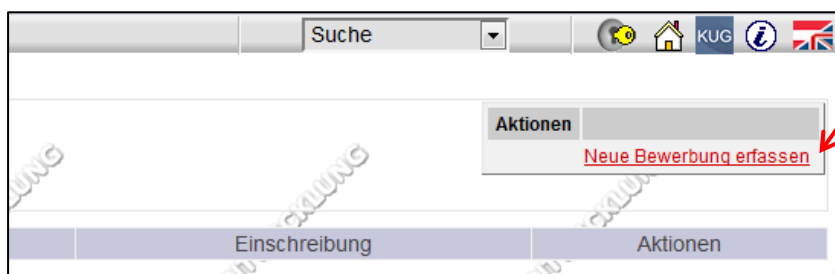 Suche
KUG
Aktionen
Neue Bewerbung erfassen
Einschreibung Aktionen